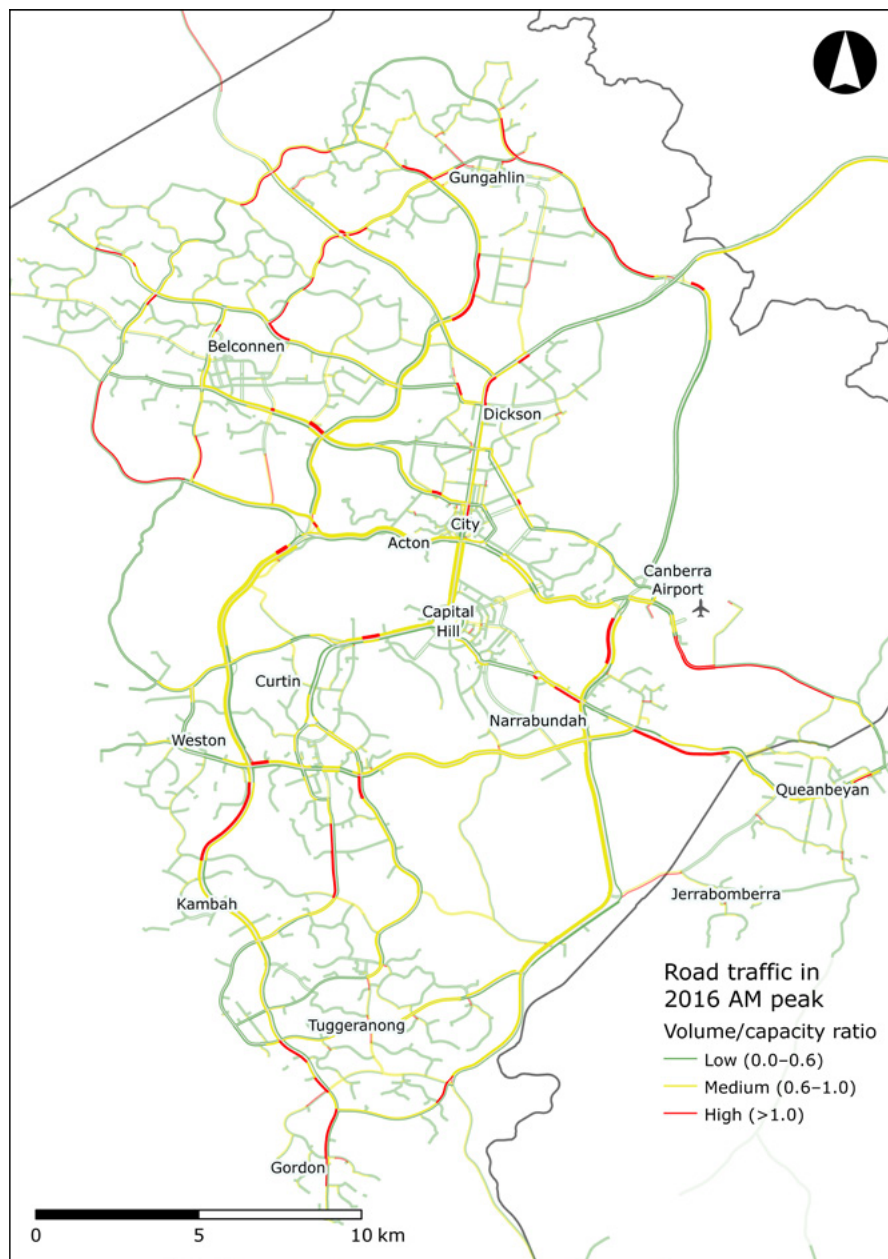 Gungahlin
Belconnen
Dickson
City
Acton
Canberra
Airport
Capital
Hill
Curtin
Narrabundah
Weston
Queanbeyan
Kambah
Jerrabomberra
Road traffic in
2016 AM peak
Volume/capacity ratio
Low (0.0–0.6)
Medium (0.6–1.0)
High (>1.0)
Tuggeranong
Gordon
0 5 10 km